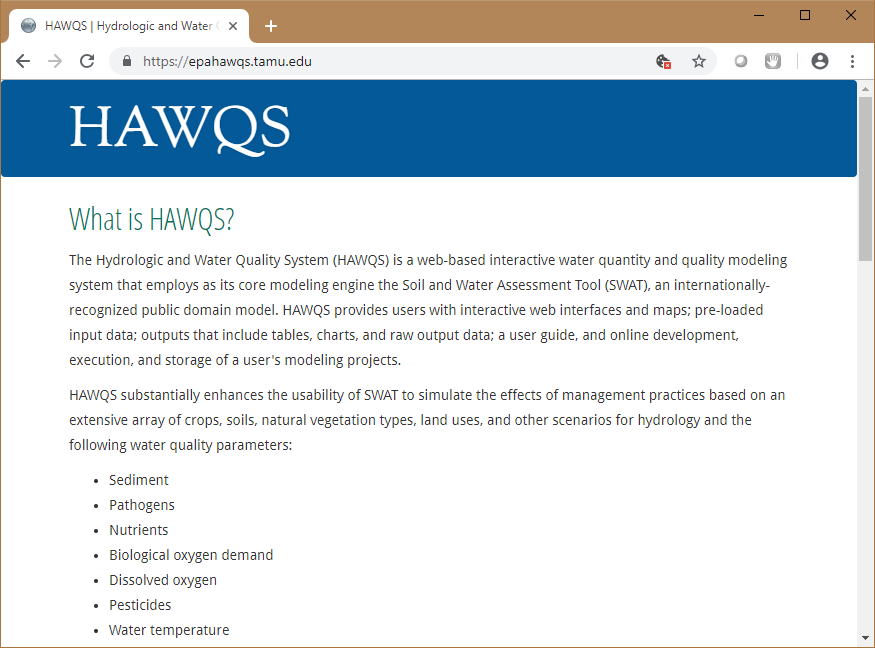 HAWQS | Hydrologic and Water
https://epahawqs.tamu.edu
HAWQS
What is HAWQS?
The Hydrologic and Water Quality System (HAWQS) is a web-based interactive water quantity and quality modeling
system that employs as its core modeling engine the Soil and Water Assessment Tool (SWAT), an internationally-
recognized public domain model. HAWQS provides users with interactive web interfaces and maps; pre-loaded
input data; outputs that include tables, charts, and raw output data; a user guide, and online development,
execution, and storage of a user's modeling projects.
HAWQS substantially enhances the usability of SWAT to simulate the effects of management practices based on an
extensive array of crops, soils, natural vegetation types, land uses, and other scenarios for hydrology and the
following water quality parameters:
• Sediment
• Pathogens
• Nutrients
• Biological oxygen demand
• Dissolved oxygen
• Pesticides
• Water temperature